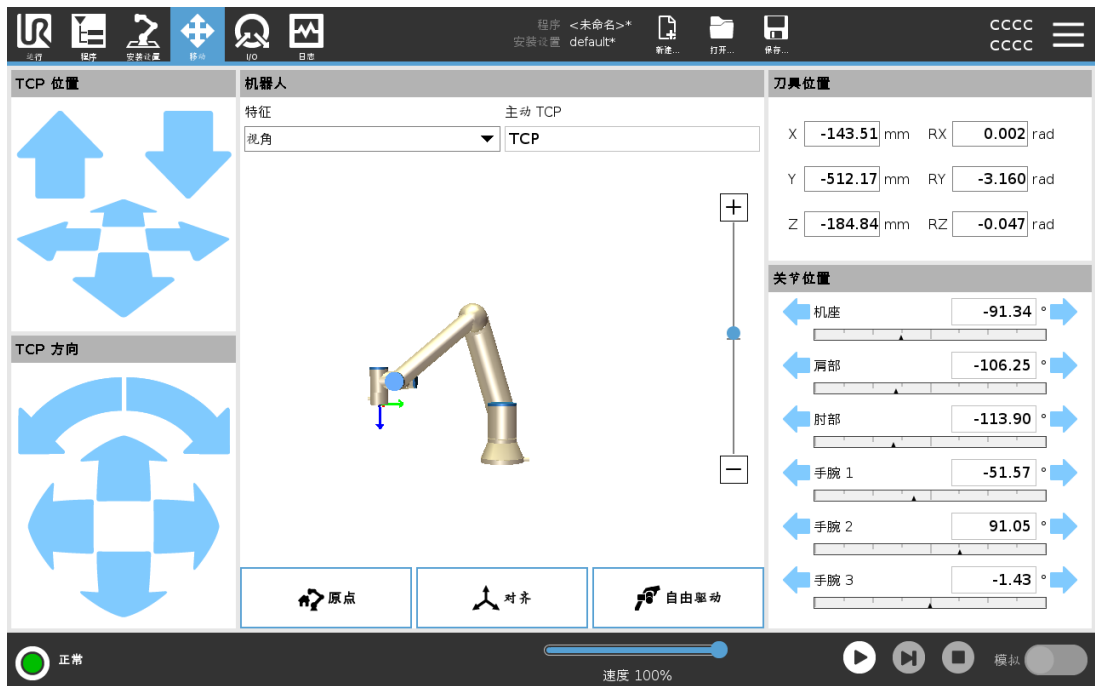 程序 <未命名>*
安装设置 default*
CCCC
CCCC
运行 程序 安装设置 移动 I/O 日志 新建... 打开... 保存...
TCP 位置
机器人
特征
主动 TCP
视角
TCP
刀具位置
X -143.51 mm RX 0.002 rad
Y -512.17 mm RY -3.160 rad
Z -184.84 mm RZ -0.047 rad
关节位置
机座 -91.34 °
肩部 -106.25 °
肘部 -113.90 °
手腕 1 -51.57 °
手腕 2 91.05 °
手腕 3 -1.43 °
TCP 方向
原点
对齐
自由驱动
正常
速度 100%
模拟